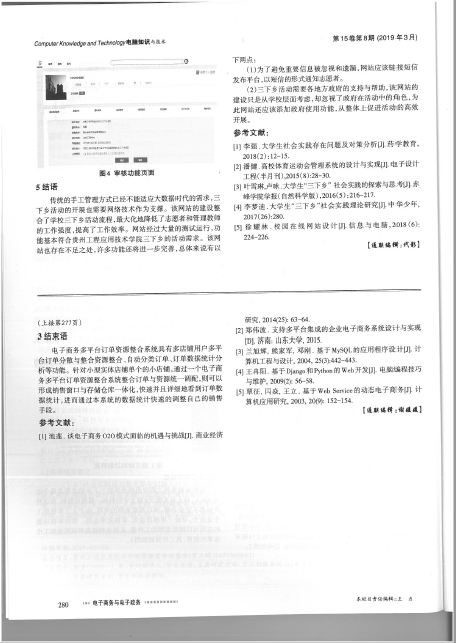 Computer Knowledge and Technology 电脑知识与技术
第15卷第8期 (2019年3月)
图4 审核功能页面
5 结语
传统的手工管理方式已经不能适应大数据时代的需求,三
下乡活动的开展也需要网络技术作为支撑。该网站的建设整
合了学校三下乡活动流程,最大化地降低了志愿者和管理教师
的工作强度,提高了工作效率。网站经过大量的测试运行,功
能基本符合贵州工程应用技术学院三下乡的活动需求。该网
站也存在不足之处,许多功能还将进一步完善,总体来说有以
下两点:
(1)为了避免重要信息被忽视和遗漏,网站应该链接短信
发布平台,以短信的形式通知志愿者。
(2)三下乡活动需要各地方政府的支持与帮助,该网站的
建设只是从学校层面考虑,却忽视了政府在活动中的角色,为
此网站还应该添加政府使用功能,从整体上促进活动的高效
开展。
参考文献:
[1] 李强.大学生社会实践存在问题及对策分析[J].药学教育,
2018(2):12-15.
[2] 潘健.高校体育运动会管理系统的设计与实现[J].电子设计
工程(半月刊),2015(8):28-30.
[3] 叶雪琳,卢咏.大学生"三下乡" 社会实践的探索与思考[J].赤
峰学院学报(自然科学版),2016(5):216-217.
[4] 李梦迪.大学生"三下乡"社会实践理论研究[J].中华少年,
2017(26):280.
[5] 徐耀林.校园在线网站设计[J].信息与电脑,2018(6):
224-226.
【通联编辑:代影】
(上接第277页)
3 结束语
电子商务多平台订单资源整合系统具有多店铺用户多平
台订单分散与整合资源整合、自动分类订单、订单数据统计分
析等功能。针对小型实体店铺单个的小店铺,通过一个电子商
务多平台订单资源整合系统整合订单与资源统一调配,则可以
形成销售窗口与存储仓库一体化,快速并且详细地看到订单数
据统计,进而通过本系统的数据统计快速的调整自己的销售
手段。
参考文献:
[1] 池莲.谈电子商务O2O模式面临的机遇与挑战[J].商业经济
研究, 2014(25): 63-64.
[2] 郑伟波.支持多平台集成的企业电子商务系统设计与实现
[D].济南: 山东大学, 2015.
[3] 兰旭辉, 熊家军, 邓刚.基于MySQL的应用程序设计[J].计
算机工程与设计, 2004, 25(3):442-443.
[4] 王冉阳.基于Django和Python的Web开发[J].电脑编程技巧
与维护, 2009(2): 56-58.
[5] 覃征, 闫焱, 王立.基于Web Service的动态电子商务[J].计
算机应用研究, 2003, 20(9): 152-154.
【通联编辑:谢媛媛】
280
电子商务与电子政务
本栏目责任编辑:王 力